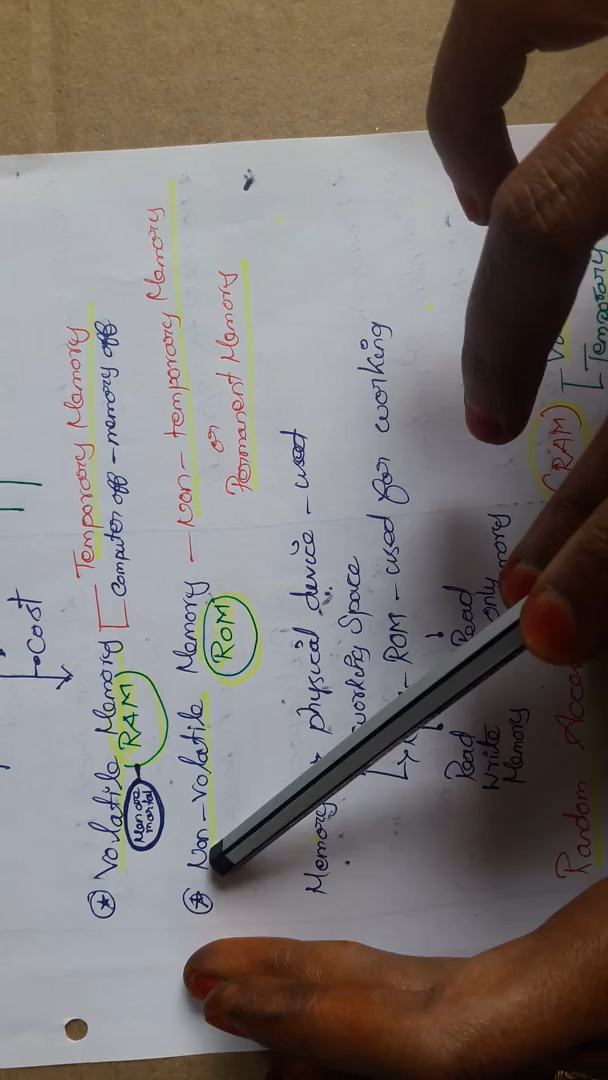 → cost
Volatile Memory [ Temporary Memory
Computer off - memory off
RAM
Non-volatile Memory - Non-temporary Memory
or
Permanent Memory
ROM
Memory physical device - used
working space
ROM - used for working
Read Read
Write only
Memory mory
Random Acce (RAM) [ Temporary